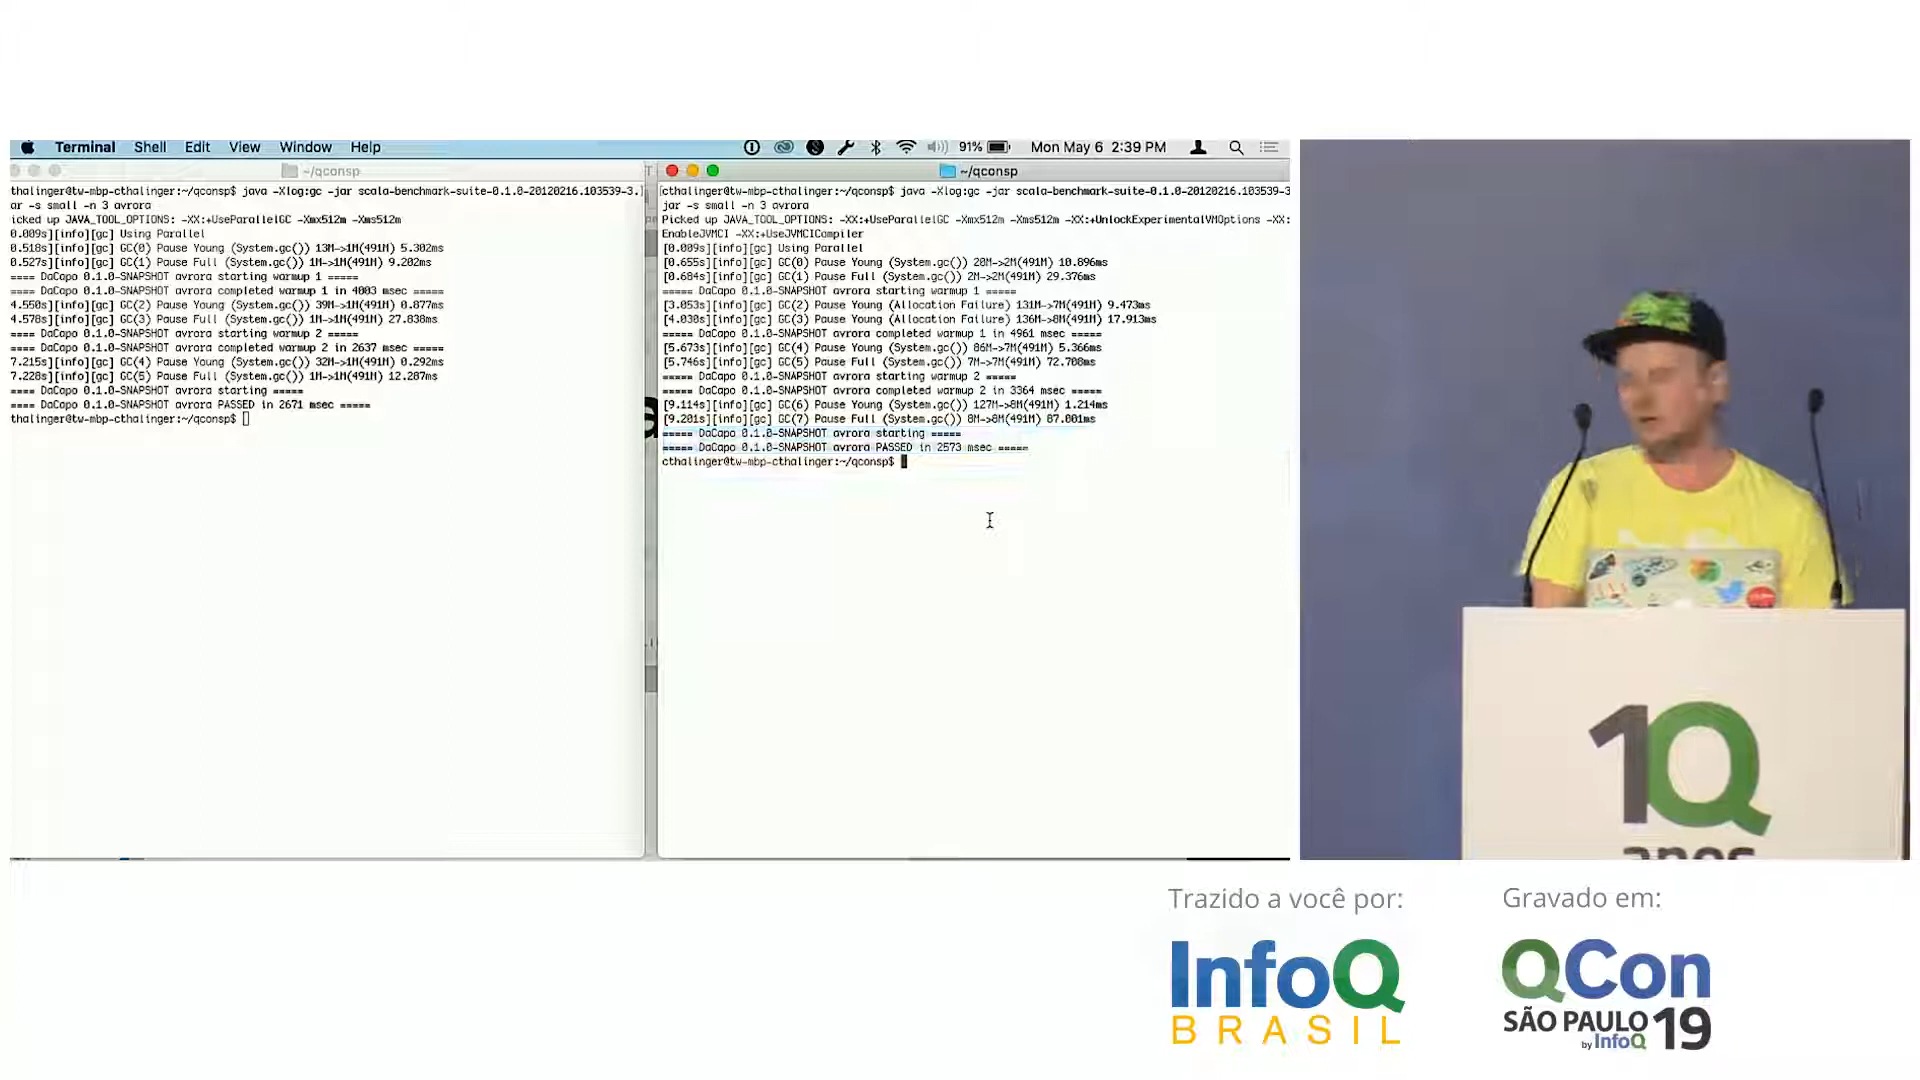 Terminal Shell Edit View Window Help 91% Mon May 6 2:39 PM
~/qconsp
thalinger@tw-mbp-cthalinger:~/qconsp$ java -Xlog:gc -jar scala-benchmark-suite-0.1.0-20120216.103539-3.j
ar -s small -n 3 avrora
icked up JAVA_TOOL_OPTIONS: -XX:+UseParallelGC -Xmx512m -Xms512m
0.009s][info][gc] Using Parallel
0.518s][info][gc] GC(0) Pause Young (System.gc()) 13M->1M(491M) 5.302ms
0.527s][info][gc] GC(1) Pause Full (System.gc()) 1M->1M(491M) 9.202ms
==== DaCapo 0.1.0-SNAPSHOT avrora starting warmup 1 =====
==== DaCapo 0.1.0-SNAPSHOT avrora completed warmup 1 in 4003 msec =====
4.550s][info][gc] GC(2) Pause Young (System.gc()) 39M->1M(491M) 0.877ms
4.578s][info][gc] GC(3) Pause Full (System.gc()) 1M->1M(491M) 27.838ms
==== DaCapo 0.1.0-SNAPSHOT avrora starting warmup 2 =====
==== DaCapo 0.1.0-SNAPSHOT avrora completed warmup 2 in 2637 msec =====
7.215s][info][gc] GC(4) Pause Young (System.gc()) 32M->1M(491M) 0.292ms
7.228s][info][gc] GC(5) Pause Full (System.gc()) 1M->1M(491M) 12.287ms
==== DaCapo 0.1.0-SNAPSHOT avrora starting =====
==== DaCapo 0.1.0-SNAPSHOT avrora PASSED in 2671 msec =====
thalinger@tw-mbp-cthalinger:~/qconsp$
~/qconsp
cthalinger@tw-mbp-cthalinger:~/qconsp$ java -Xlog:gc -jar scala-benchmark-suite-0.1.0-20120216.103539-3.
jar -s small -n 3 avrora
Picked up JAVA_TOOL_OPTIONS: -XX:+UseParallelGC -Xmx512m -Xms512m -XX:+UnlockExperimentalVMOptions -XX:
EnableJVMCI -XX:+UseJVMCICompiler
[0.009s][info][gc] Using Parallel
[0.655s][info][gc] GC(0) Pause Young (System.gc()) 20M->2M(491M) 10.896ms
[0.684s][info][gc] GC(1) Pause Full (System.gc()) 2M->2M(491M) 29.376ms
===== DaCapo 0.1.0-SNAPSHOT avrora starting warmup 1 =====
[3.053s][info][gc] GC(2) Pause Young (Allocation Failure) 131M->7M(491M) 9.473ms
[4.030s][info][gc] GC(3) Pause Young (Allocation Failure) 136M->8M(491M) 17.913ms
===== DaCapo 0.1.0-SNAPSHOT avrora completed warmup 1 in 4961 msec =====
[5.673s][info][gc] GC(4) Pause Young (System.gc()) 86M->7M(491M) 5.366ms
[5.746s][info][gc] GC(5) Pause Full (System.gc()) 7M->7M(491M) 72.708ms
===== DaCapo 0.1.0-SNAPSHOT avrora starting warmup 2 =====
===== DaCapo 0.1.0-SNAPSHOT avrora completed warmup 2 in 3364 msec =====
[9.114s][info][gc] GC(6) Pause Young (System.gc()) 127M->8M(491M) 1.214ms
[9.201s][info][gc] GC(7) Pause Full (System.gc()) 8M->8M(491M) 87.001ms
===== DaCapo 0.1.0-SNAPSHOT avrora starting =====
===== DaCapo 0.1.0-SNAPSHOT avrora PASSED in 2573 msec =====
cthalinger@tw-mbp-cthalinger:~/qconsp$
10
anos
Trazido a você por:
InfoQ
BRASIL
Gravado em:
QCon
SÃO PAULO 19
by InfoQ